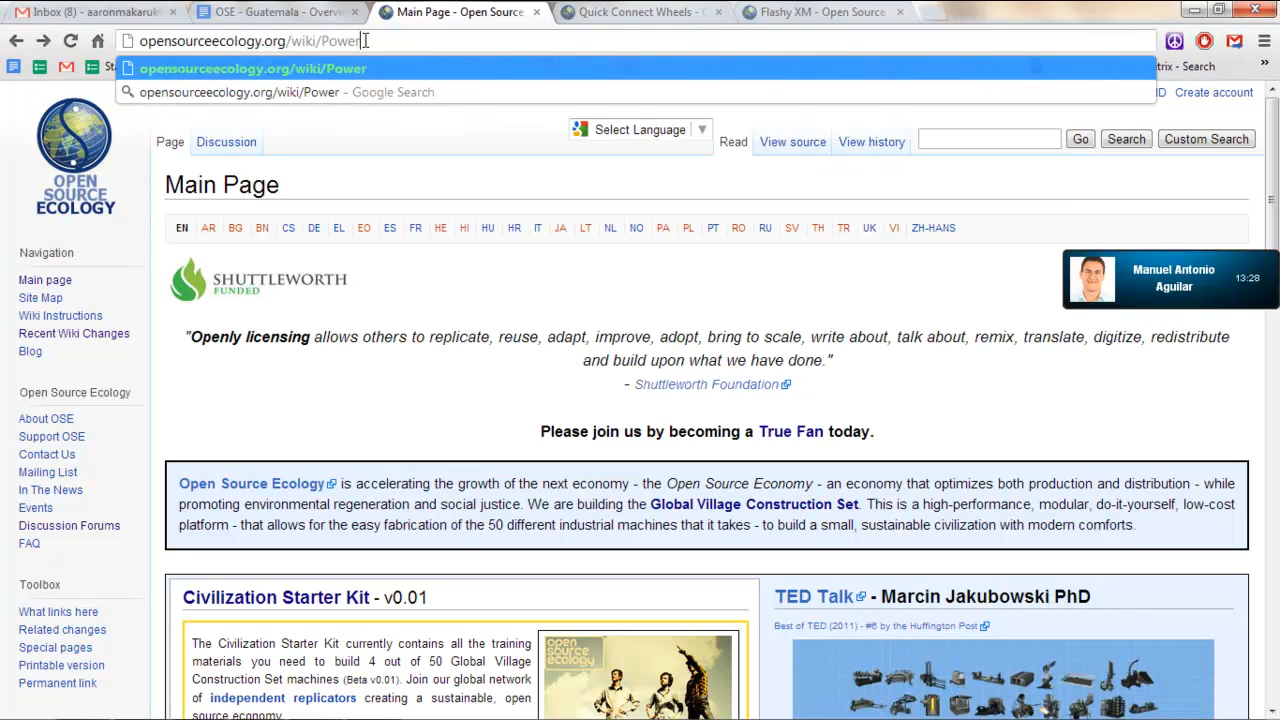 Inbox (6) - aaronmakaruk
OSE - Guatemala - Overvi
Main Page - Open Source
Quick Connect Wheels - C
Flashy XM - Open Source
opensourceecology.org/wiki/Power
opensourceecology.org/wiki/Power
opensourceecology.org/wiki/Power - Google Search
trix - Search
Create account
Page
Discussion
Select Language
Read
View source
View history
Go
Search
Custom Search
OPEN
SOURCE
ECOLOGY
Main Page
EN AR BG BN CS DE EL EO ES FR HE HI HU HR IT JA LT NL NO PA PL PT RO RU SV TH TR UK VI ZH-HANS
Navigation
Main page
Site Map
Wiki Instructions
Recent Wiki Changes
Blog
SHUTTLEWORTH
FUNDED
Manuel Antonio
Aguilar
13:28
"Openly licensing allows others to replicate, reuse, adapt, improve, adopt, bring to scale, write about, talk about, remix, translate, digitize, redistribute
and build upon what we have done."
- Shuttleworth Foundation
Please join us by becoming a True Fan today.
Open Source Ecology
About OSE
Support OSE
Contact Us
Mailing List
In The News
Events
Discussion Forums
FAQ
Open Source Ecology is accelerating the growth of the next economy - the Open Source Economy - an economy that optimizes both production and distribution - while
promoting environmental regeneration and social justice. We are building the Global Village Construction Set. This is a high-performance, modular, do-it-yourself, low-cost
platform - that allows for the easy fabrication of the 50 different industrial machines that it takes - to build a small, sustainable civilization with modern comforts.
Toolbox
What links here
Related changes
Special pages
Printable version
Permanent link
Civilization Starter Kit - v0.01
The Civilization Starter Kit currently contains all the training
materials you need to build 4 out of 50 Global Village
Construction Set machines (Beta v0.01). Join our global network
of independent replicators creating a sustainable, open
source economy.
open
source
ecology
TED Talk - Marcin Jakubowski PhD
Best of TED (2011) - #6 by the Huffington Post